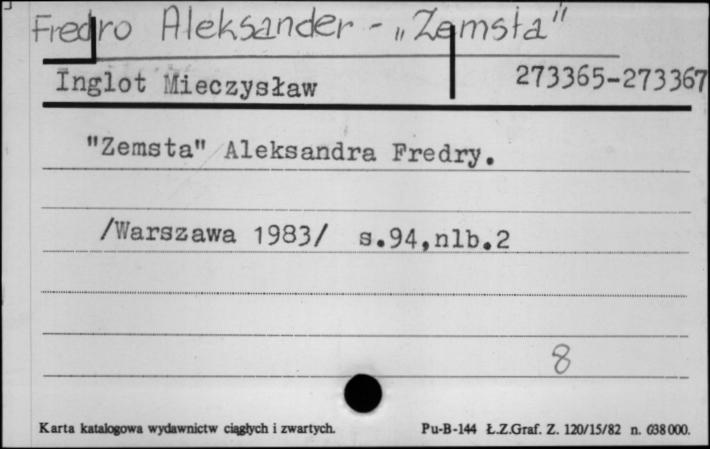 Fredro Aleksander - „Zemsta"
Inglot Mieczysław 273365-273367
"Zemsta" Aleksandra Fredry.
/Warszawa 1983/ s.94,nlb.2
8
Karta katalogowa wydawnictw ciągłych i zwartych. Pu-B-144 Ł.Z.Graf. Z. 120/15/82 n. 638000.